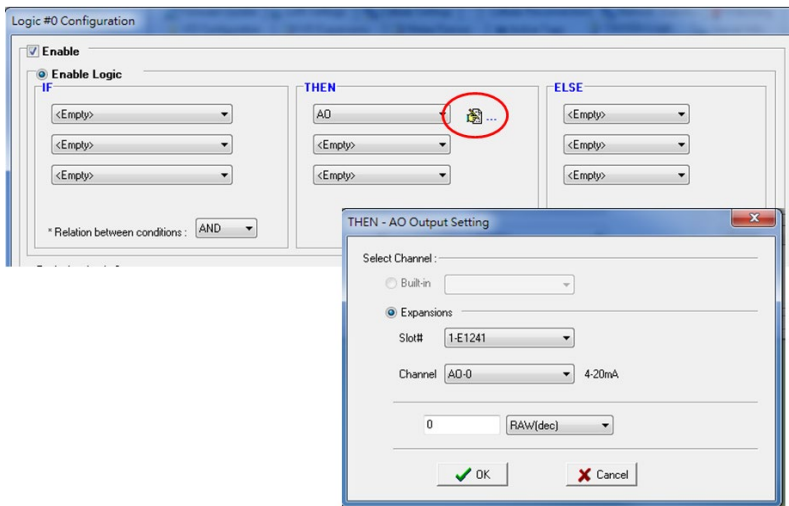 Logic #0 Configuration
Enable
Enable Logic
IF
THEN
ELSE
<Empty>
AO
...
<Empty>
<Empty>
<Empty>
<Empty>
<Empty>
<Empty>
<Empty>
* Relation between conditions : AND
THEN - AO Output Setting
Select Channel :
Built-in
Expansions
Slot# 1-E1241
Channel AO-0 4-20mA
0 RAW(dec)
OK Cancel